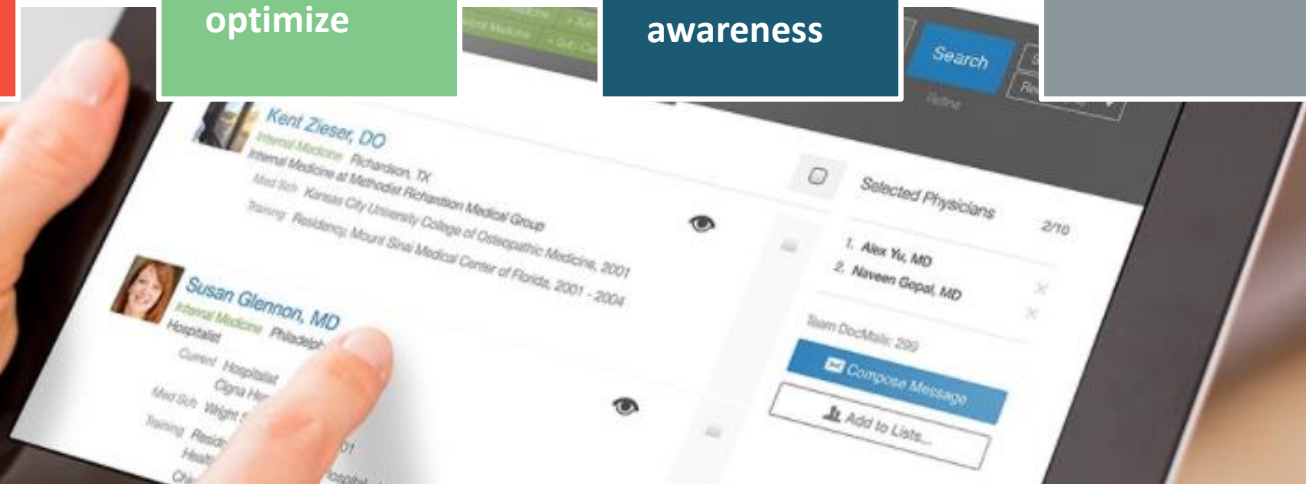 optimize
awareness
Search
Refine
Kent Zieser, DO
Internal Medicine Richardson, TX
Internal Medicine at Methodist Richardson Medical Group
Med Sch Kansas City University College of Osteopathic Medicine, 2001
Training Residency, Mount Sinai Medical Center of Florida, 2001 - 2004
Susan Glennon, MD
Internal Medicine
Hospitalist
Current Hospitalist
Cigna
Med Sch Wright
Training
Selected Physicians 2/10
1. Alex Yu, MD
2. Naveen Gopal, MD
Team DocMails: 299
Compose Message
Add to Lists...